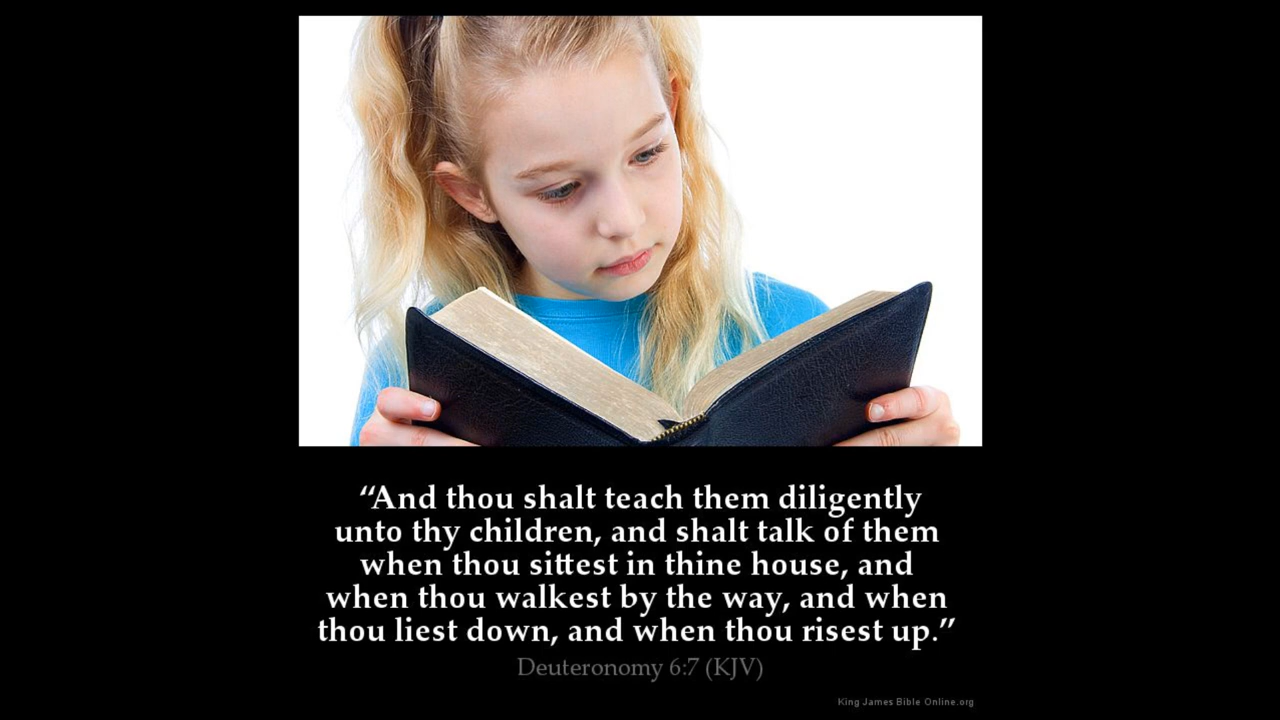 “And thou shalt teach them diligently
unto thy children, and shalt talk of them
when thou sittest in thine house, and
when thou walkest by the way, and when
thou liest down, and when thou risest up.”
Deuteronomy 6:7 (KJV)
King James Bible Online.org